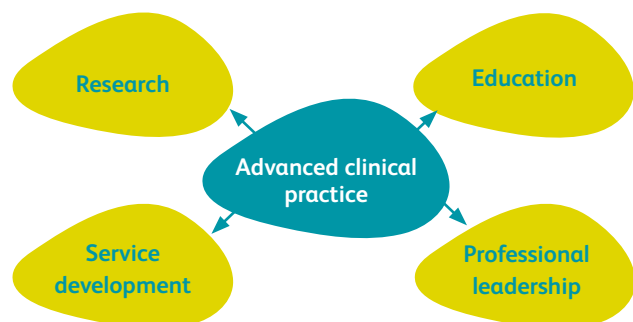 Research
Education
Advanced clinical
practice
Service
development
Professional
leadership